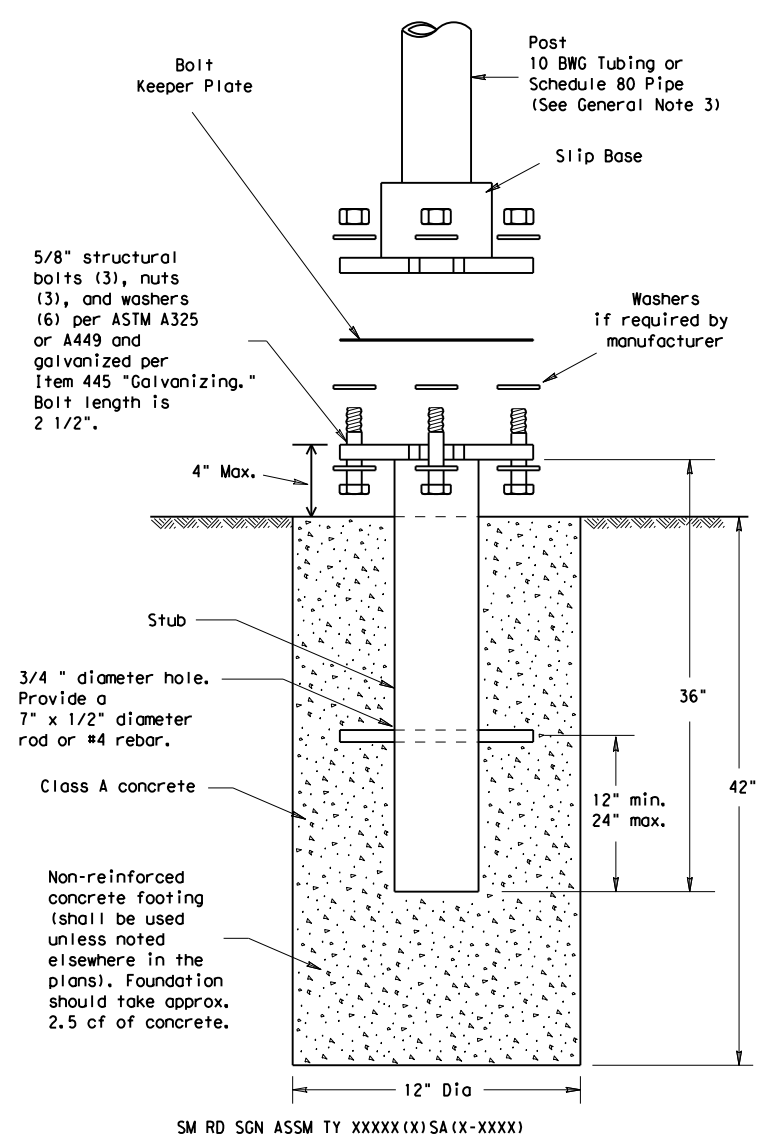 Post
10 BWG Tubing or
Schedule 80 Pipe
(See General Note 3)
Bolt
Keeper Plate
Slip Base
5/8" structural
bolts (3), nuts
(3), and washers
(6) per ASTM A325
or A449 and
galvanized per
Item 445 "Galvanizing."
Bolt length is
2 1/2".
Washers
if required by
manufacturer
4" Max.
Stub
3/4 " diameter hole.
Provide a
7" x 1/2" diameter
rod or #4 rebar.
36"
Class A concrete
12" min.
24" max.
42"
Non-reinforced
concrete footing
(shall be used
unless noted
elsewhere in the
plans). Foundation
should take approx.
2.5 cf of concrete.
12" Dia
SM RD SGN ASSM TY XXXXX(X)SA(X-XXXX)